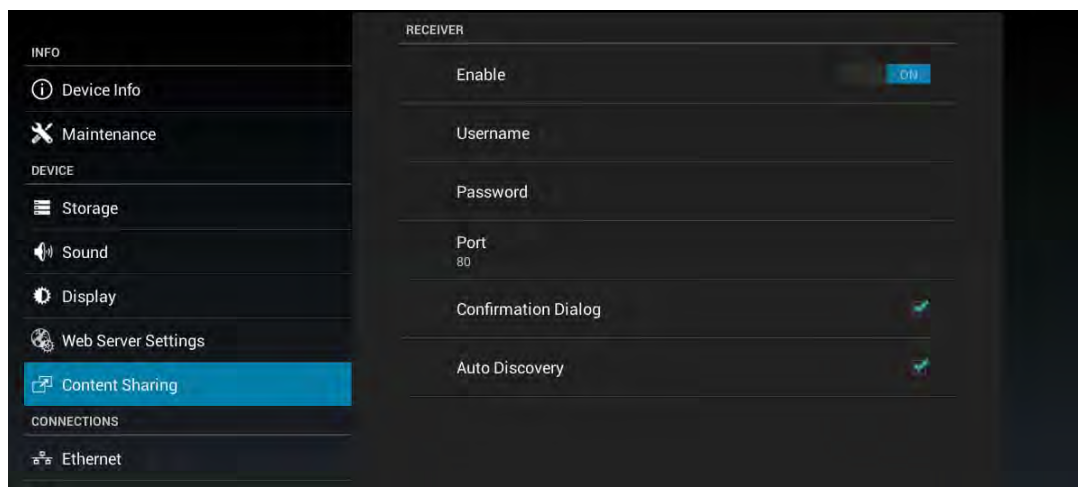 INFO
Device Info
Maintenance
DEVICE
Storage
Sound
Display
Web Server Settings
Content Sharing
CONNECTIONS
Ethernet
RECEIVER
Enable
ON
Username
Password
Port
80
Confirmation Dialog
Auto Discovery